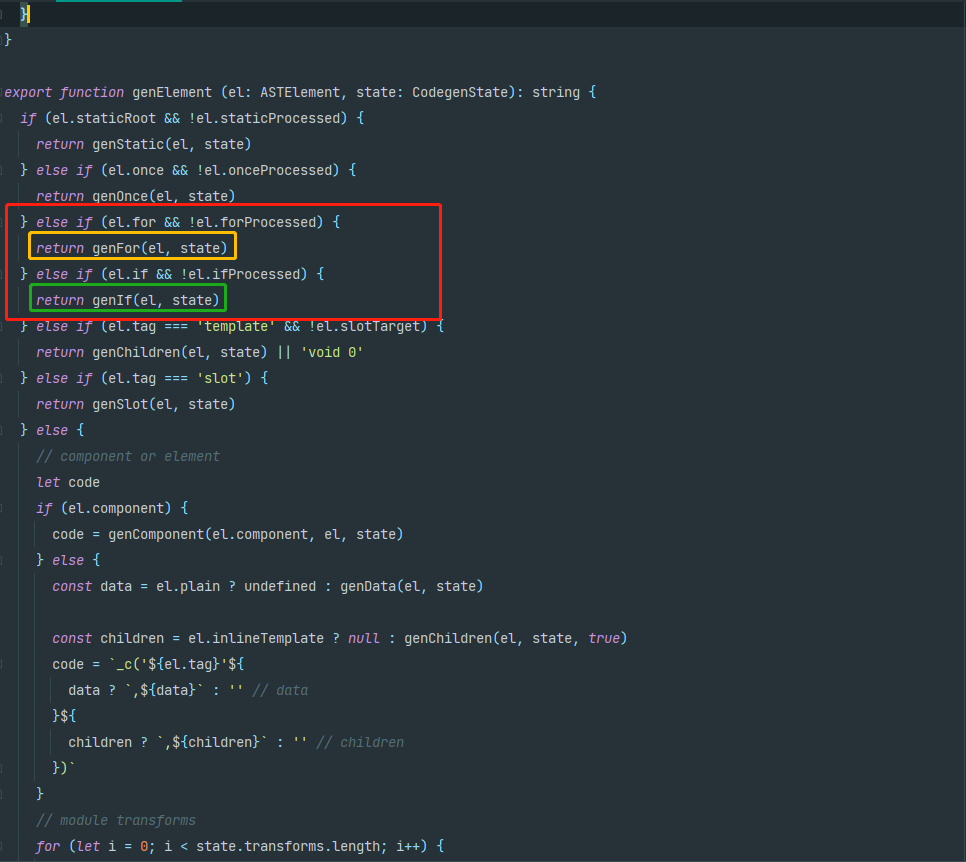 }
}
export function genElement (el: ASTElement, state: CodegenState): string {
  if (el.staticRoot && !el.staticProcessed) {
    return genStatic(el, state)
  } else if (el.once && !el.onceProcessed) {
    return genOnce(el, state)
  } else if (el.for && !el.forProcessed) {
    return genFor(el, state)
  } else if (el.if && !el.ifProcessed) {
    return genIf(el, state)
  } else if (el.tag === 'template' && !el.slotTarget) {
    return genChildren(el, state) || 'void 0'
  } else if (el.tag === 'slot') {
    return genSlot(el, state)
  } else {
    // component or element
    let code
    if (el.component) {
      code = genComponent(el.component, el, state)
    } else {
      const data = el.plain ? undefined : genData(el, state)
      const children = el.inlineTemplate ? null : genChildren(el, state, true)
      code = `_c('${el.tag}'${
        data ? `,${data}` : '' // data
      }${
        children ? `,${children}` : '' // children
      })`
    }
    // module transforms
    for (let i = 0; i < state.transforms.length; i++) {